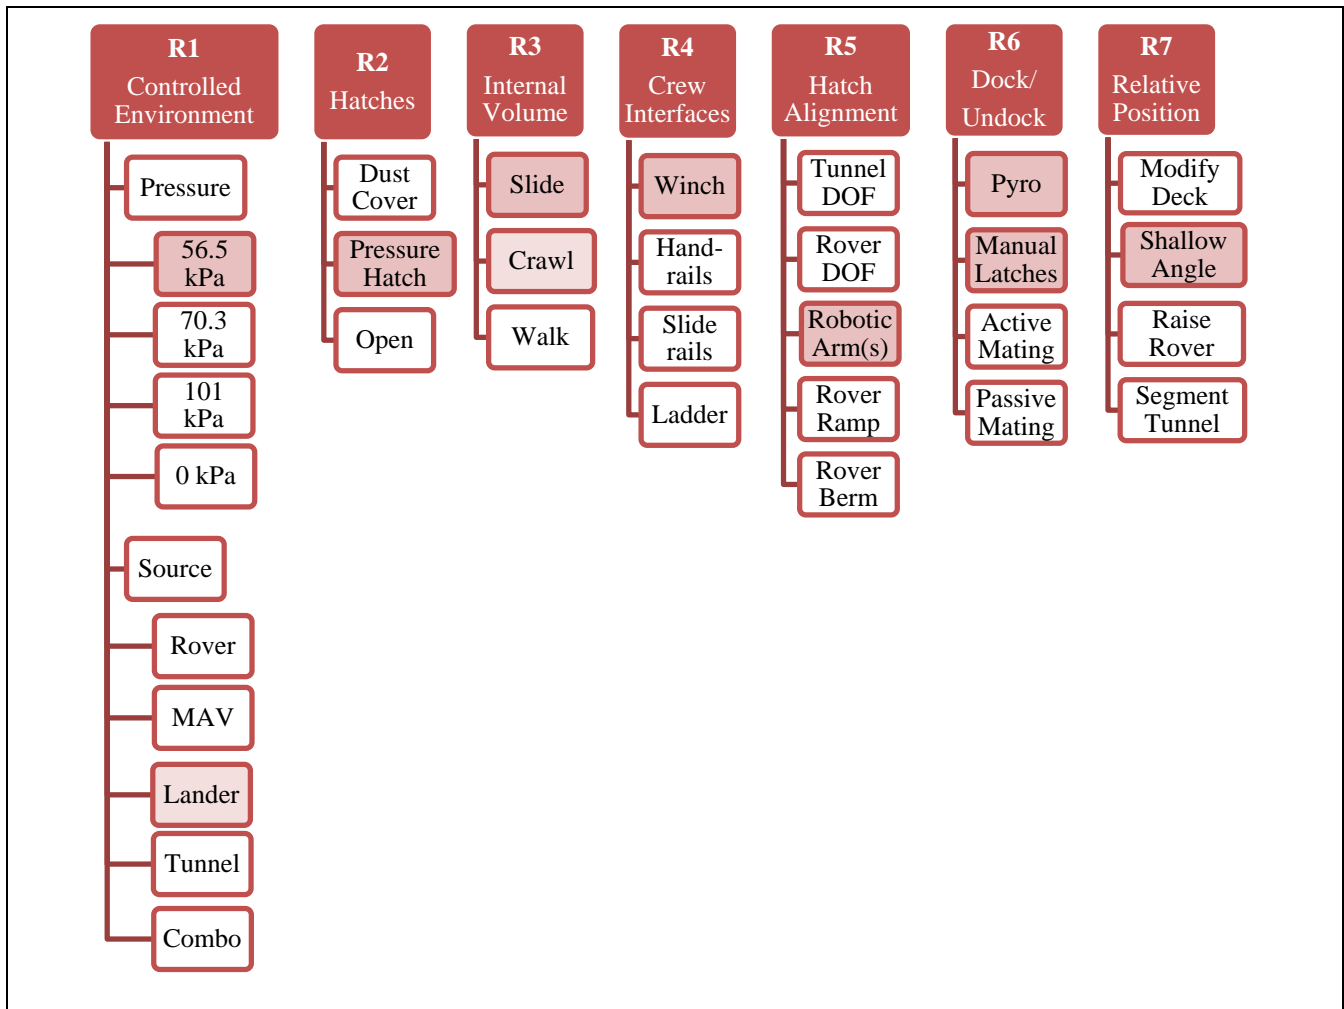 R1
Controlled
Environment
Pressure
56.5
kPa
70.3
kPa
101
kPa
0 kPa
Source
Rover
MAV
Lander
Tunnel
Combo
R2
Hatches
Dust
Cover
Pressure
Hatch
Open
R3
Internal
Volume
Slide
Crawl
Walk
R4
Crew
Interfaces
Winch
Hand-
rails
Slide
rails
Ladder
R5
Hatch
Alignment
Tunnel
DOF
Rover
DOF
Robotic
Arm(s)
Rover
Ramp
Rover
Berm
R6
Dock/
Undock
Pyro
Manual
Latches
Active
Mating
Passive
Mating
R7
Relative
Position
Modify
Deck
Shallow
Angle
Raise
Rover
Segment
Tunnel